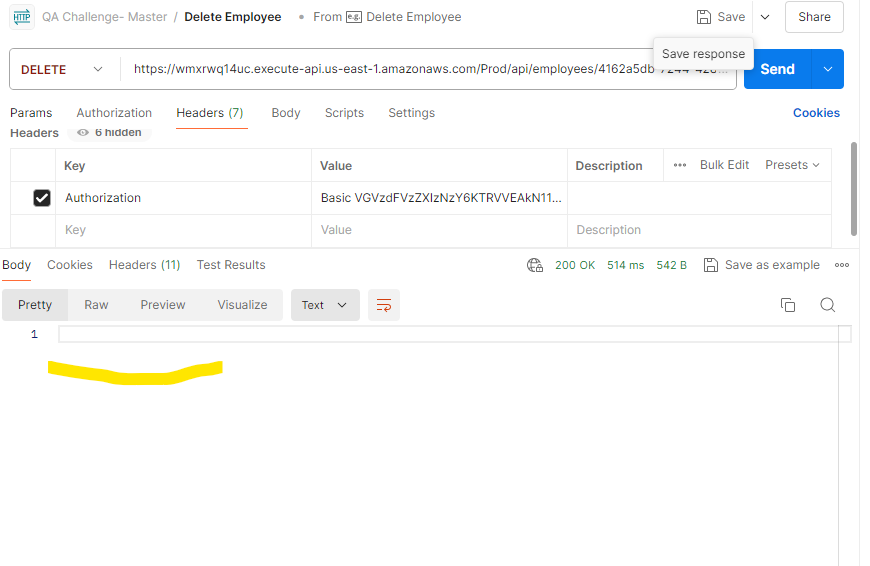 HTTP QA Challenge- Master / Delete Employee • From e.g. Delete Employee Save Share
Save response
DELETE https://wmxrwq14uc.execute-api.us-east-1.amazonaws.com/Prod/api/employees/4162a5db- Send
Params Authorization Headers (7) Body Scripts Settings Cookies
Headers 6 hidden
Key Value Description ••• Bulk Edit Presets
Authorization Basic VGVzdFVzZXIzNzY6KTRVVEAkN11...
Key Value Description
Body Cookies Headers (11) Test Results 200 OK 514 ms 542 B Save as example
Pretty Raw Preview Visualize Text
1